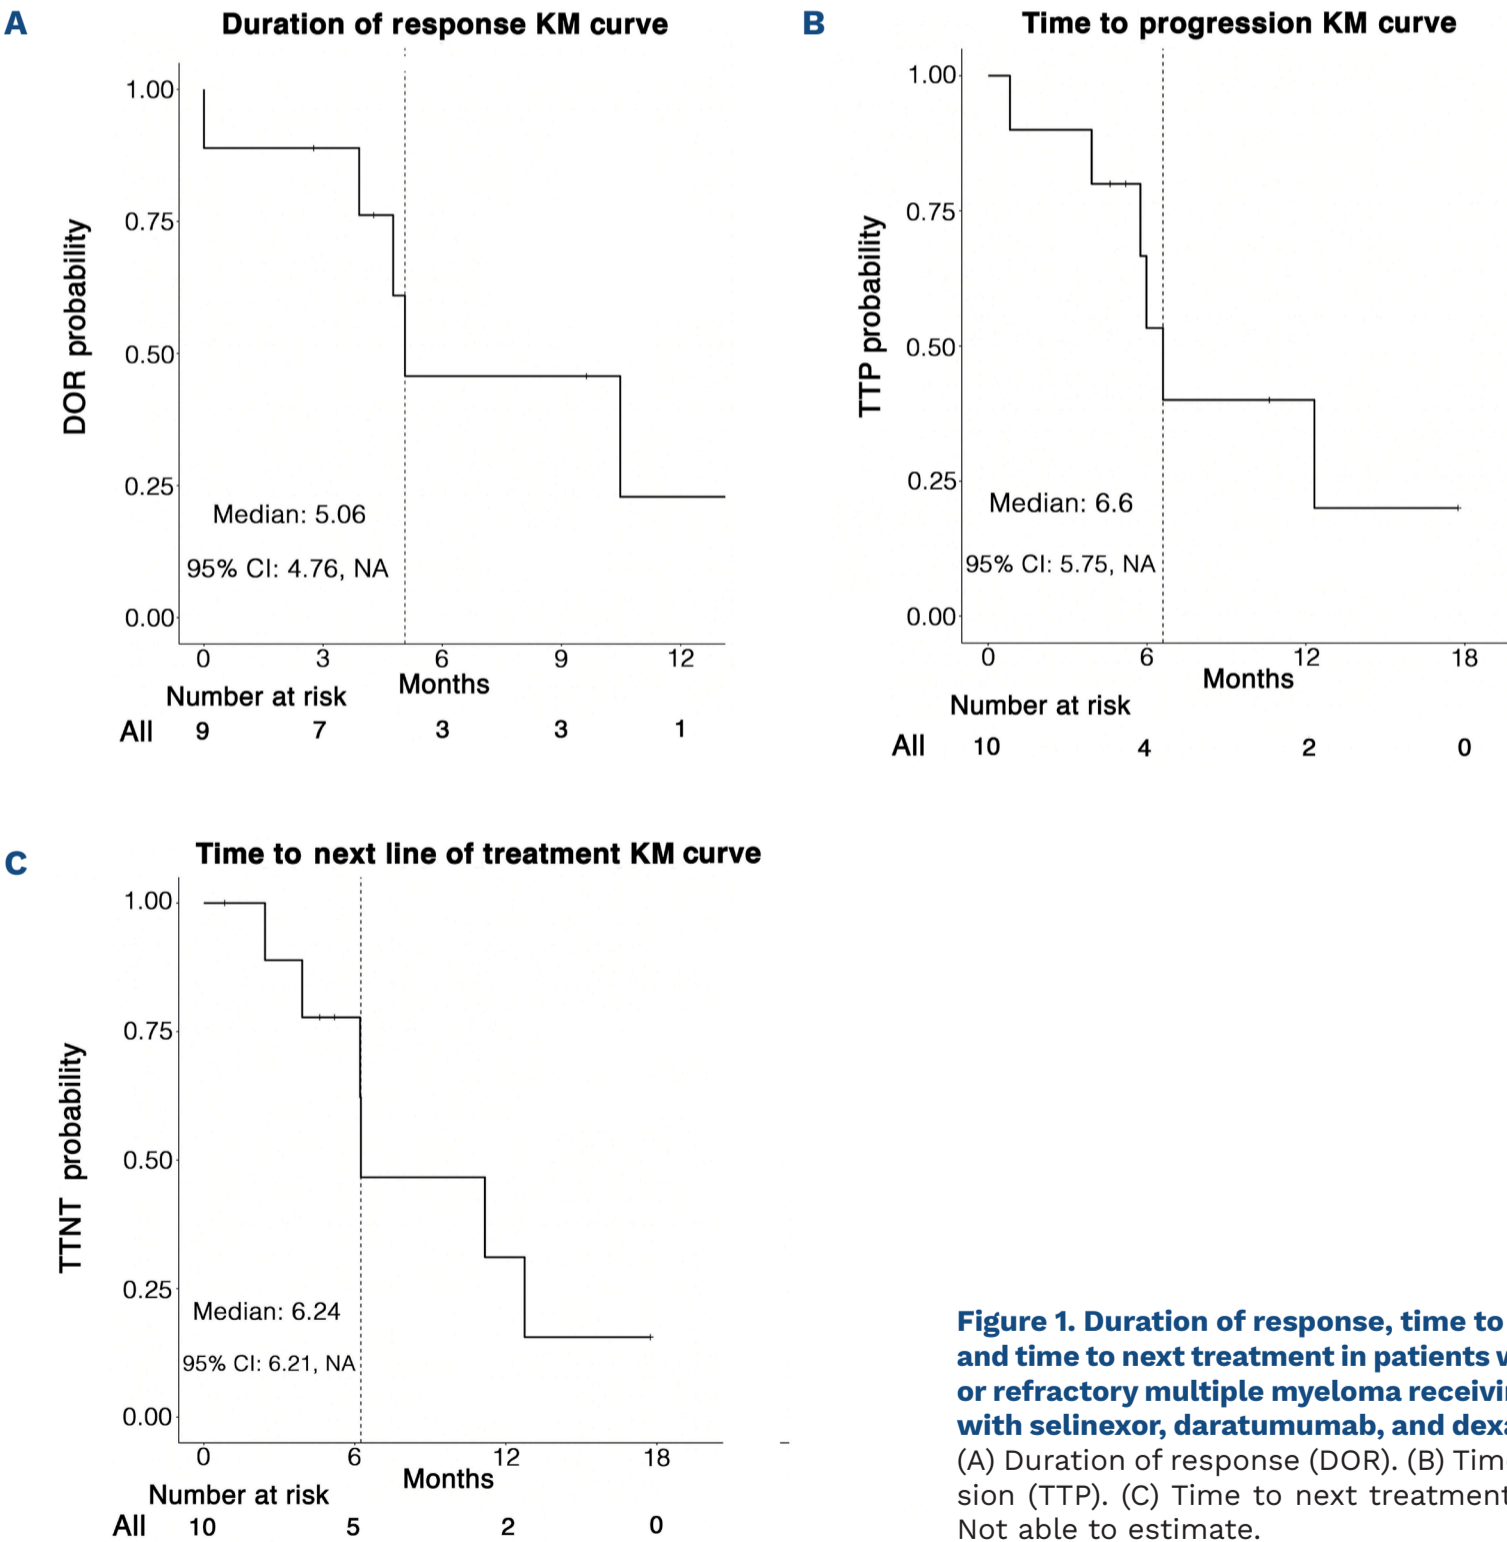 A
Duration of response KM curve
DOR probability
1.00
0.75
0.50
0.25
0.00
Median: 5.06
95% CI: 4.76, NA
0 3 6 9 12
Months
Number at risk
All 9 7 3 3 1
B
Time to progression KM curve
TTP probability
1.00
0.75
0.50
0.25
0.00
Median: 6.6
95% CI: 5.75, NA
0 6 12 18
Months
Number at risk
All 10 4 2 0
C
Time to next line of treatment KM curve
TTNT probability
1.00
0.75
0.50
0.25
0.00
Median: 6.24
95% CI: 6.21, NA
0 6 12 18
Months
Number at risk
All 10 5 2 0
Figure 1. Duration of response, time to
and time to next treatment in patients
or refractory multiple myeloma
with selinexor, daratumumab, and
(A) Duration of response (DOR). (B)
sion (TTP). (C) Time to next treatment
Not able to estimate.